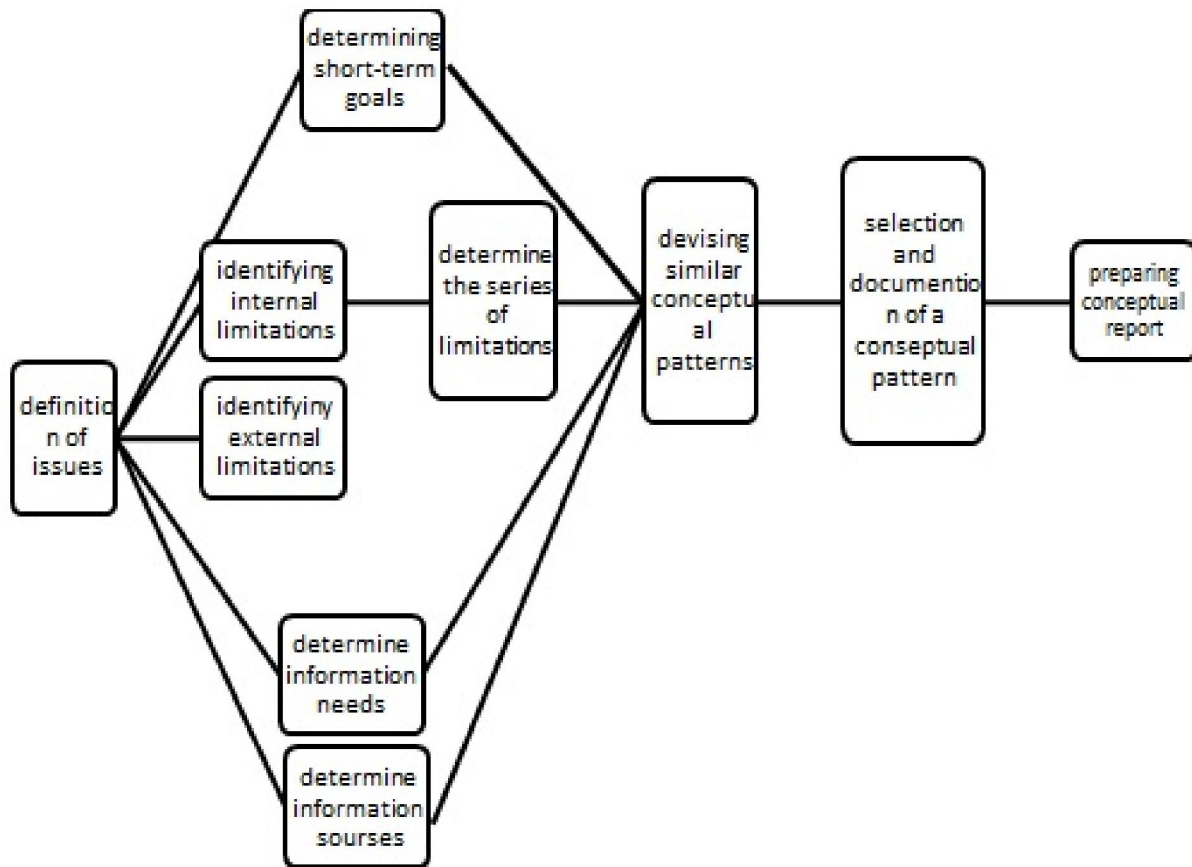 determining
short-term
goals
identifying
internal
limitations
determine
the series
of
limitations
devising
similar
conceptu
al
patterns
selection
and
documentio
n of a
conseptual
pattern
preparing
conceptual
report
definitio
n of
issues
identifyiny
external
limitations
determine
information
needs
determine
information
sourses